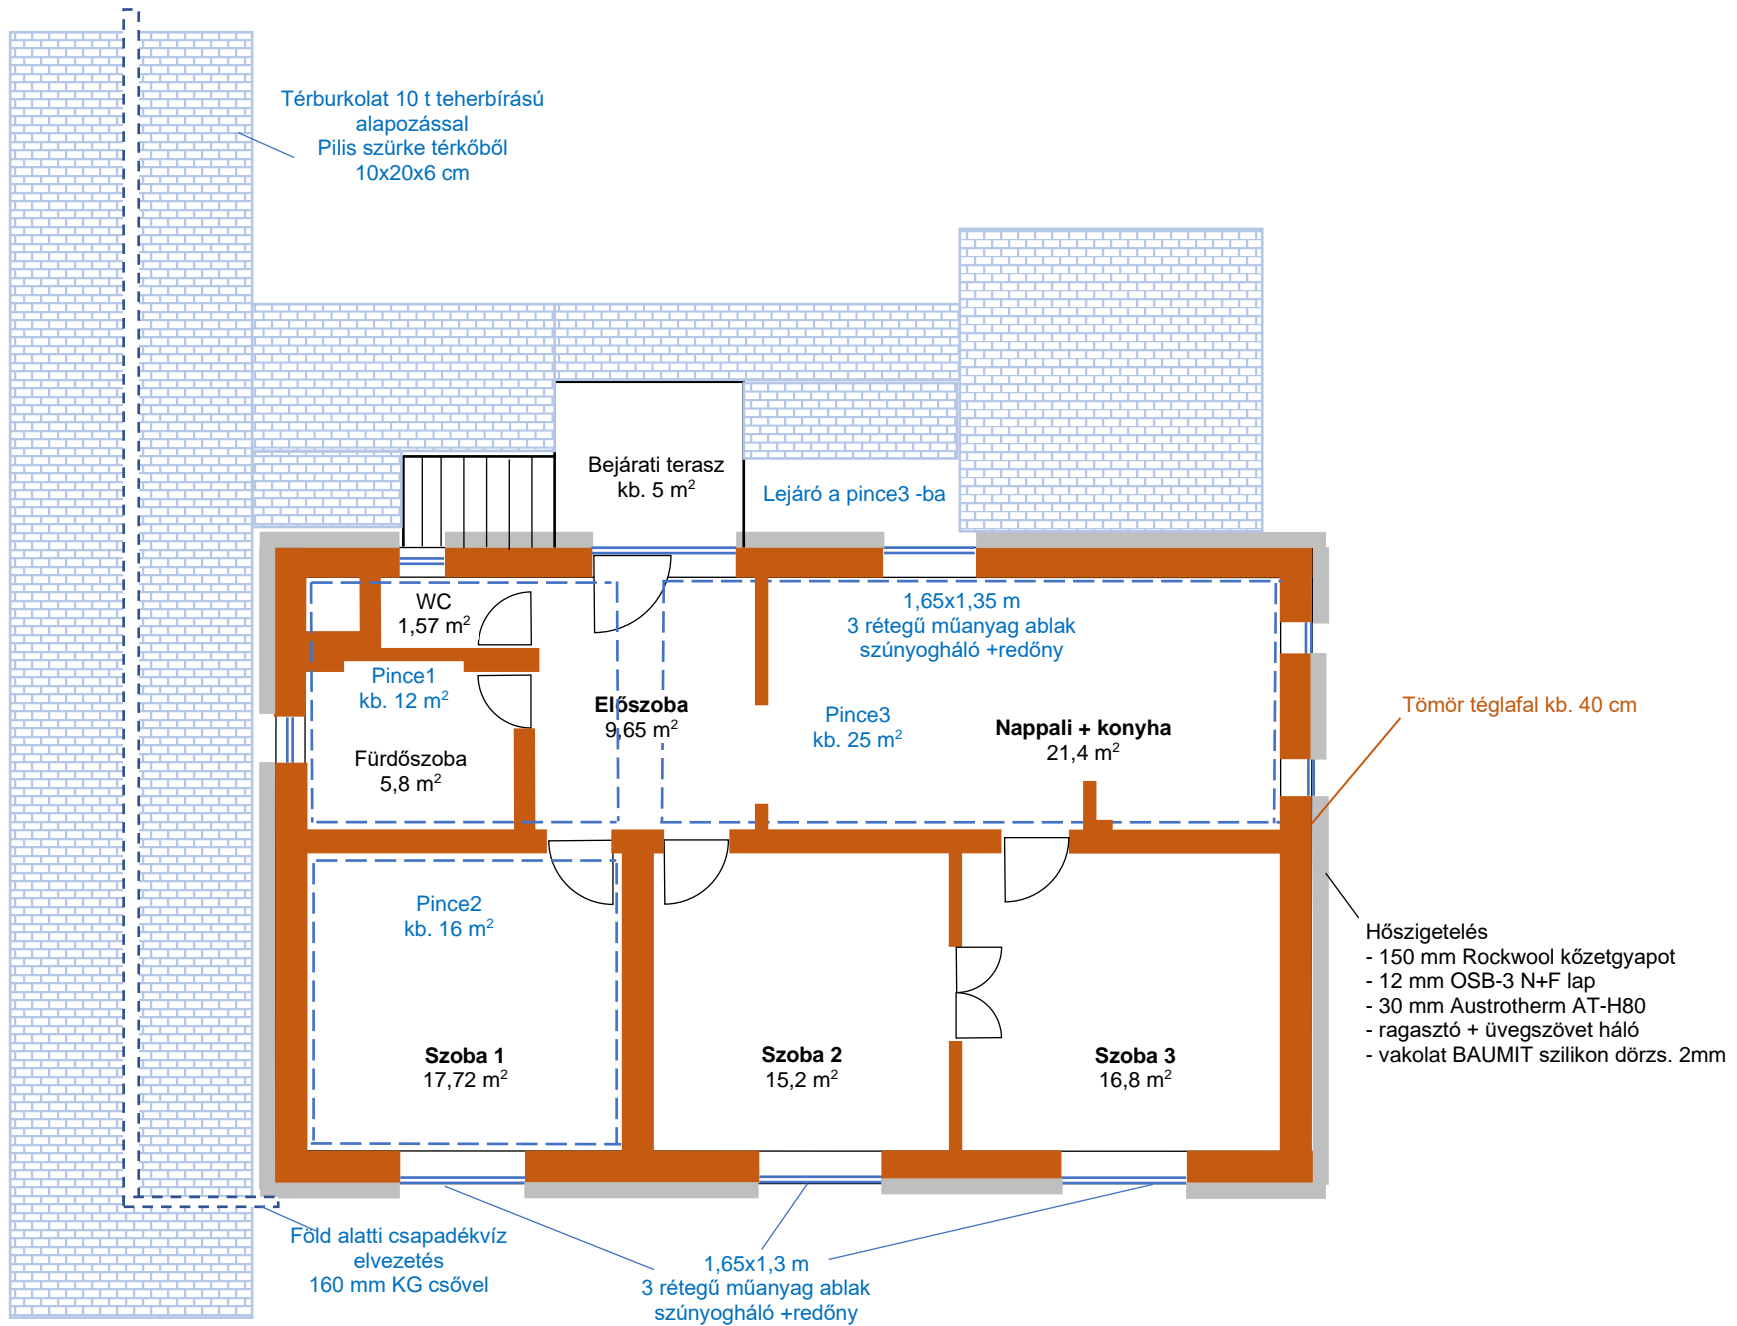 Térburkolat 10 t teherbírású
alapozással
Pilis szürke térkőből
10x20x6 cm
Bejárati terasz
kb. 5 m²
Lejáró a pince3 -ba
WC
1,57 m²
1,65x1,35 m
3 rétegű műanyag ablak
szúnyogháló +redőny
Pince1
kb. 12 m²
Előszoba
9,65 m²
Pince3
kb. 25 m²
Nappali + konyha
21,4 m²
Tömör téglafal kb. 40 cm
Fürdőszoba
5,8 m²
Pince2
kb. 16 m²
Hőszigetelés
- 150 mm Rockwool kőzetgyapot
- 12 mm OSB-3 N+F lap
- 30 mm Austrotherm AT-H80
- ragasztó + üvegszövet háló
- vakolat BAUMIT szilikon dörzs. 2mm
Szoba 1
17,72 m²
Szoba 2
15,2 m²
Szoba 3
16,8 m²
Föld alatti csapadékvíz
elvezetés
160 mm KG csővel
1,65x1,3 m
3 rétegű műanyag ablak
szúnyogháló +redőny